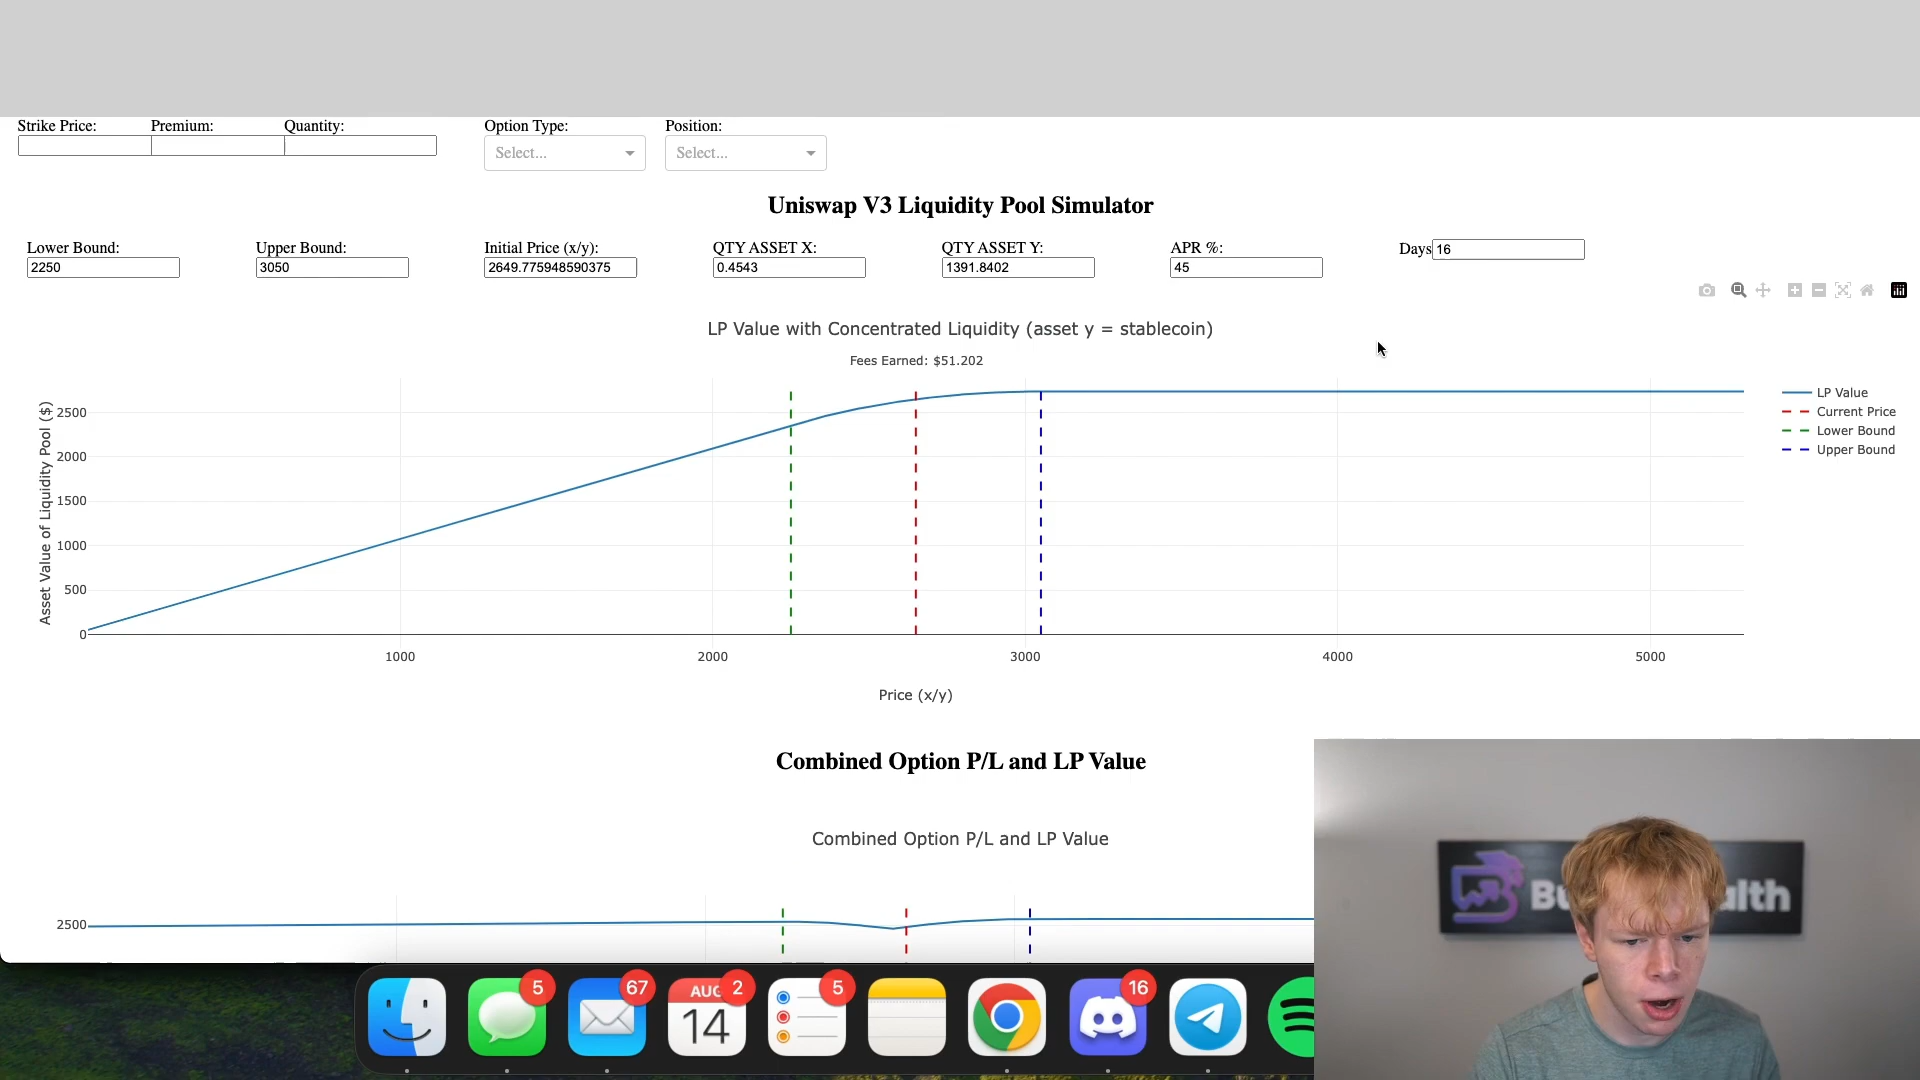 Strike Price: Premium: Quantity: Option Type: Position:
Select... Select...
Uniswap V3 Liquidity Pool Simulator
Lower Bound: Upper Bound: Initial Price (x/y): QTY ASSET X: QTY ASSET Y: APR %: Days 16
2250 3050 2649.775948590375 0.4543 1391.8402 45
LP Value with Concentrated Liquidity (asset y = stablecoin)
Fees Earned: $51.202
Asset Value of Liquidity Pool ($)
2500
2000
1500
1000
500
0
1000 2000 3000 4000 5000
Price (x/y)
LP Value
Current Price
Lower Bound
Upper Bound
Combined Option P/L and LP Value
Combined Option P/L and LP Value
2500
5 67 AUG 2 5 16
14